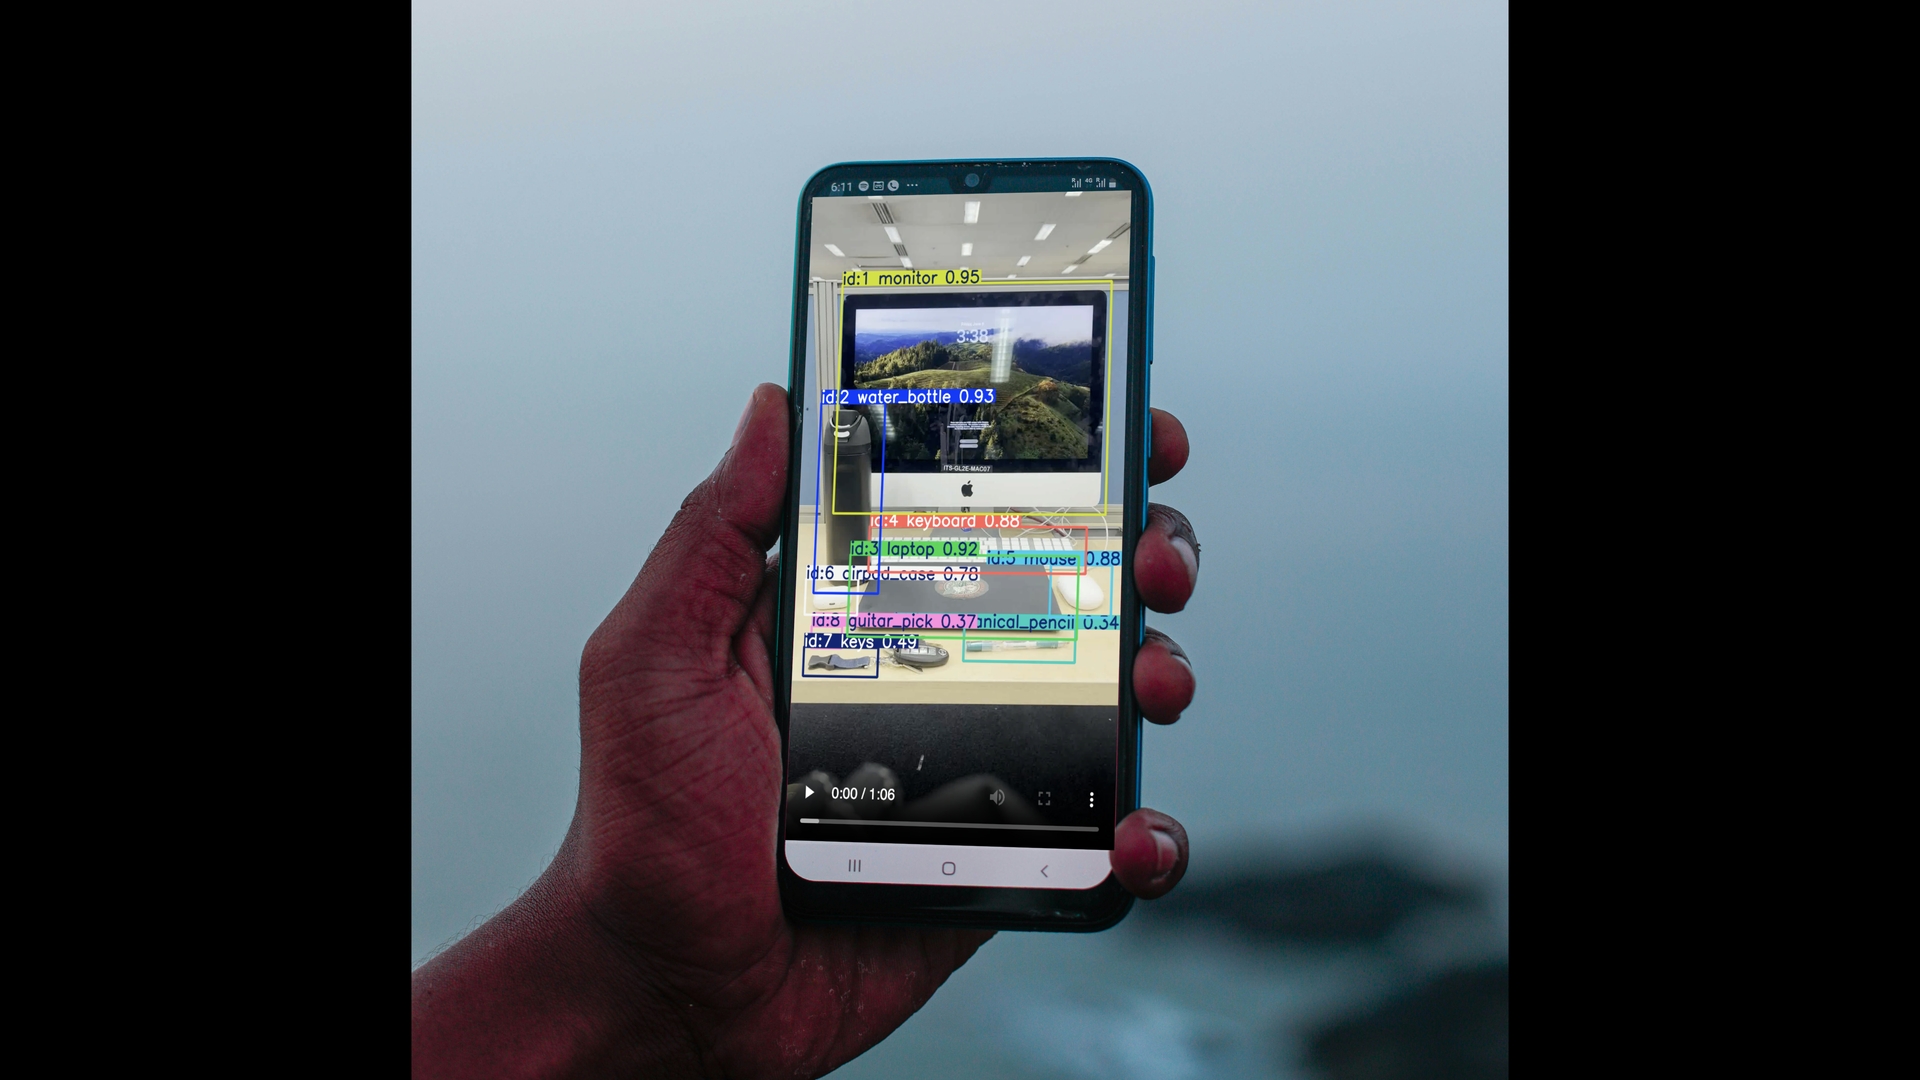 6:11
4G
id:1 monitor 0.95
3:38
id:2 water_bottle 0.93
ITS-GL2E-MAC07
id:4 keyboard 0.88
id:3 laptop 0.92
id:5 mouse 0.88
id:6 airpod_case 0.78
id:8 guitar_pick 0.37
anical_pencil 0.34
id:7 keys 0.49
0:00 / 1:06